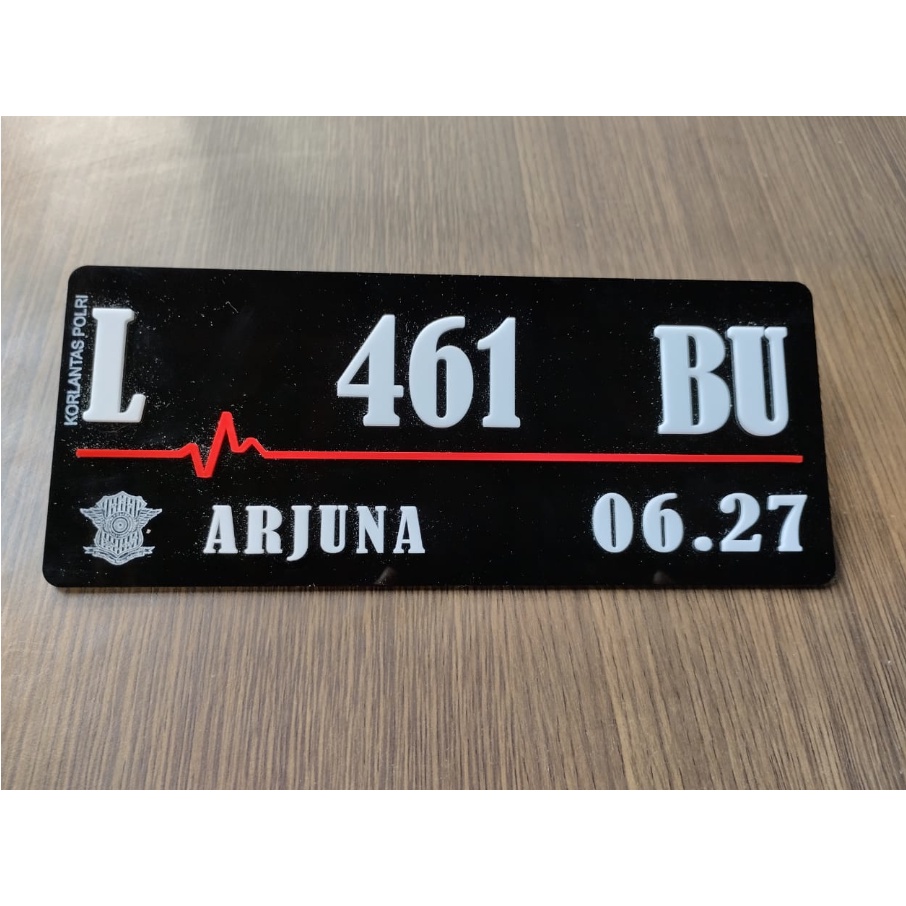 KORLANTAS POLRI
L 461 BU
ARJUNA 06.27